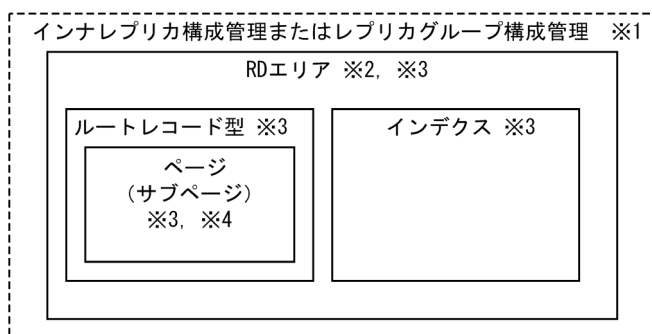 インナレプリカ構成管理またはレプリカグループ構成管理　※1
RDエリア ※2, ※3
ルートレコード型 ※3
インデクス ※3
ページ
(サブページ)
※3, ※4